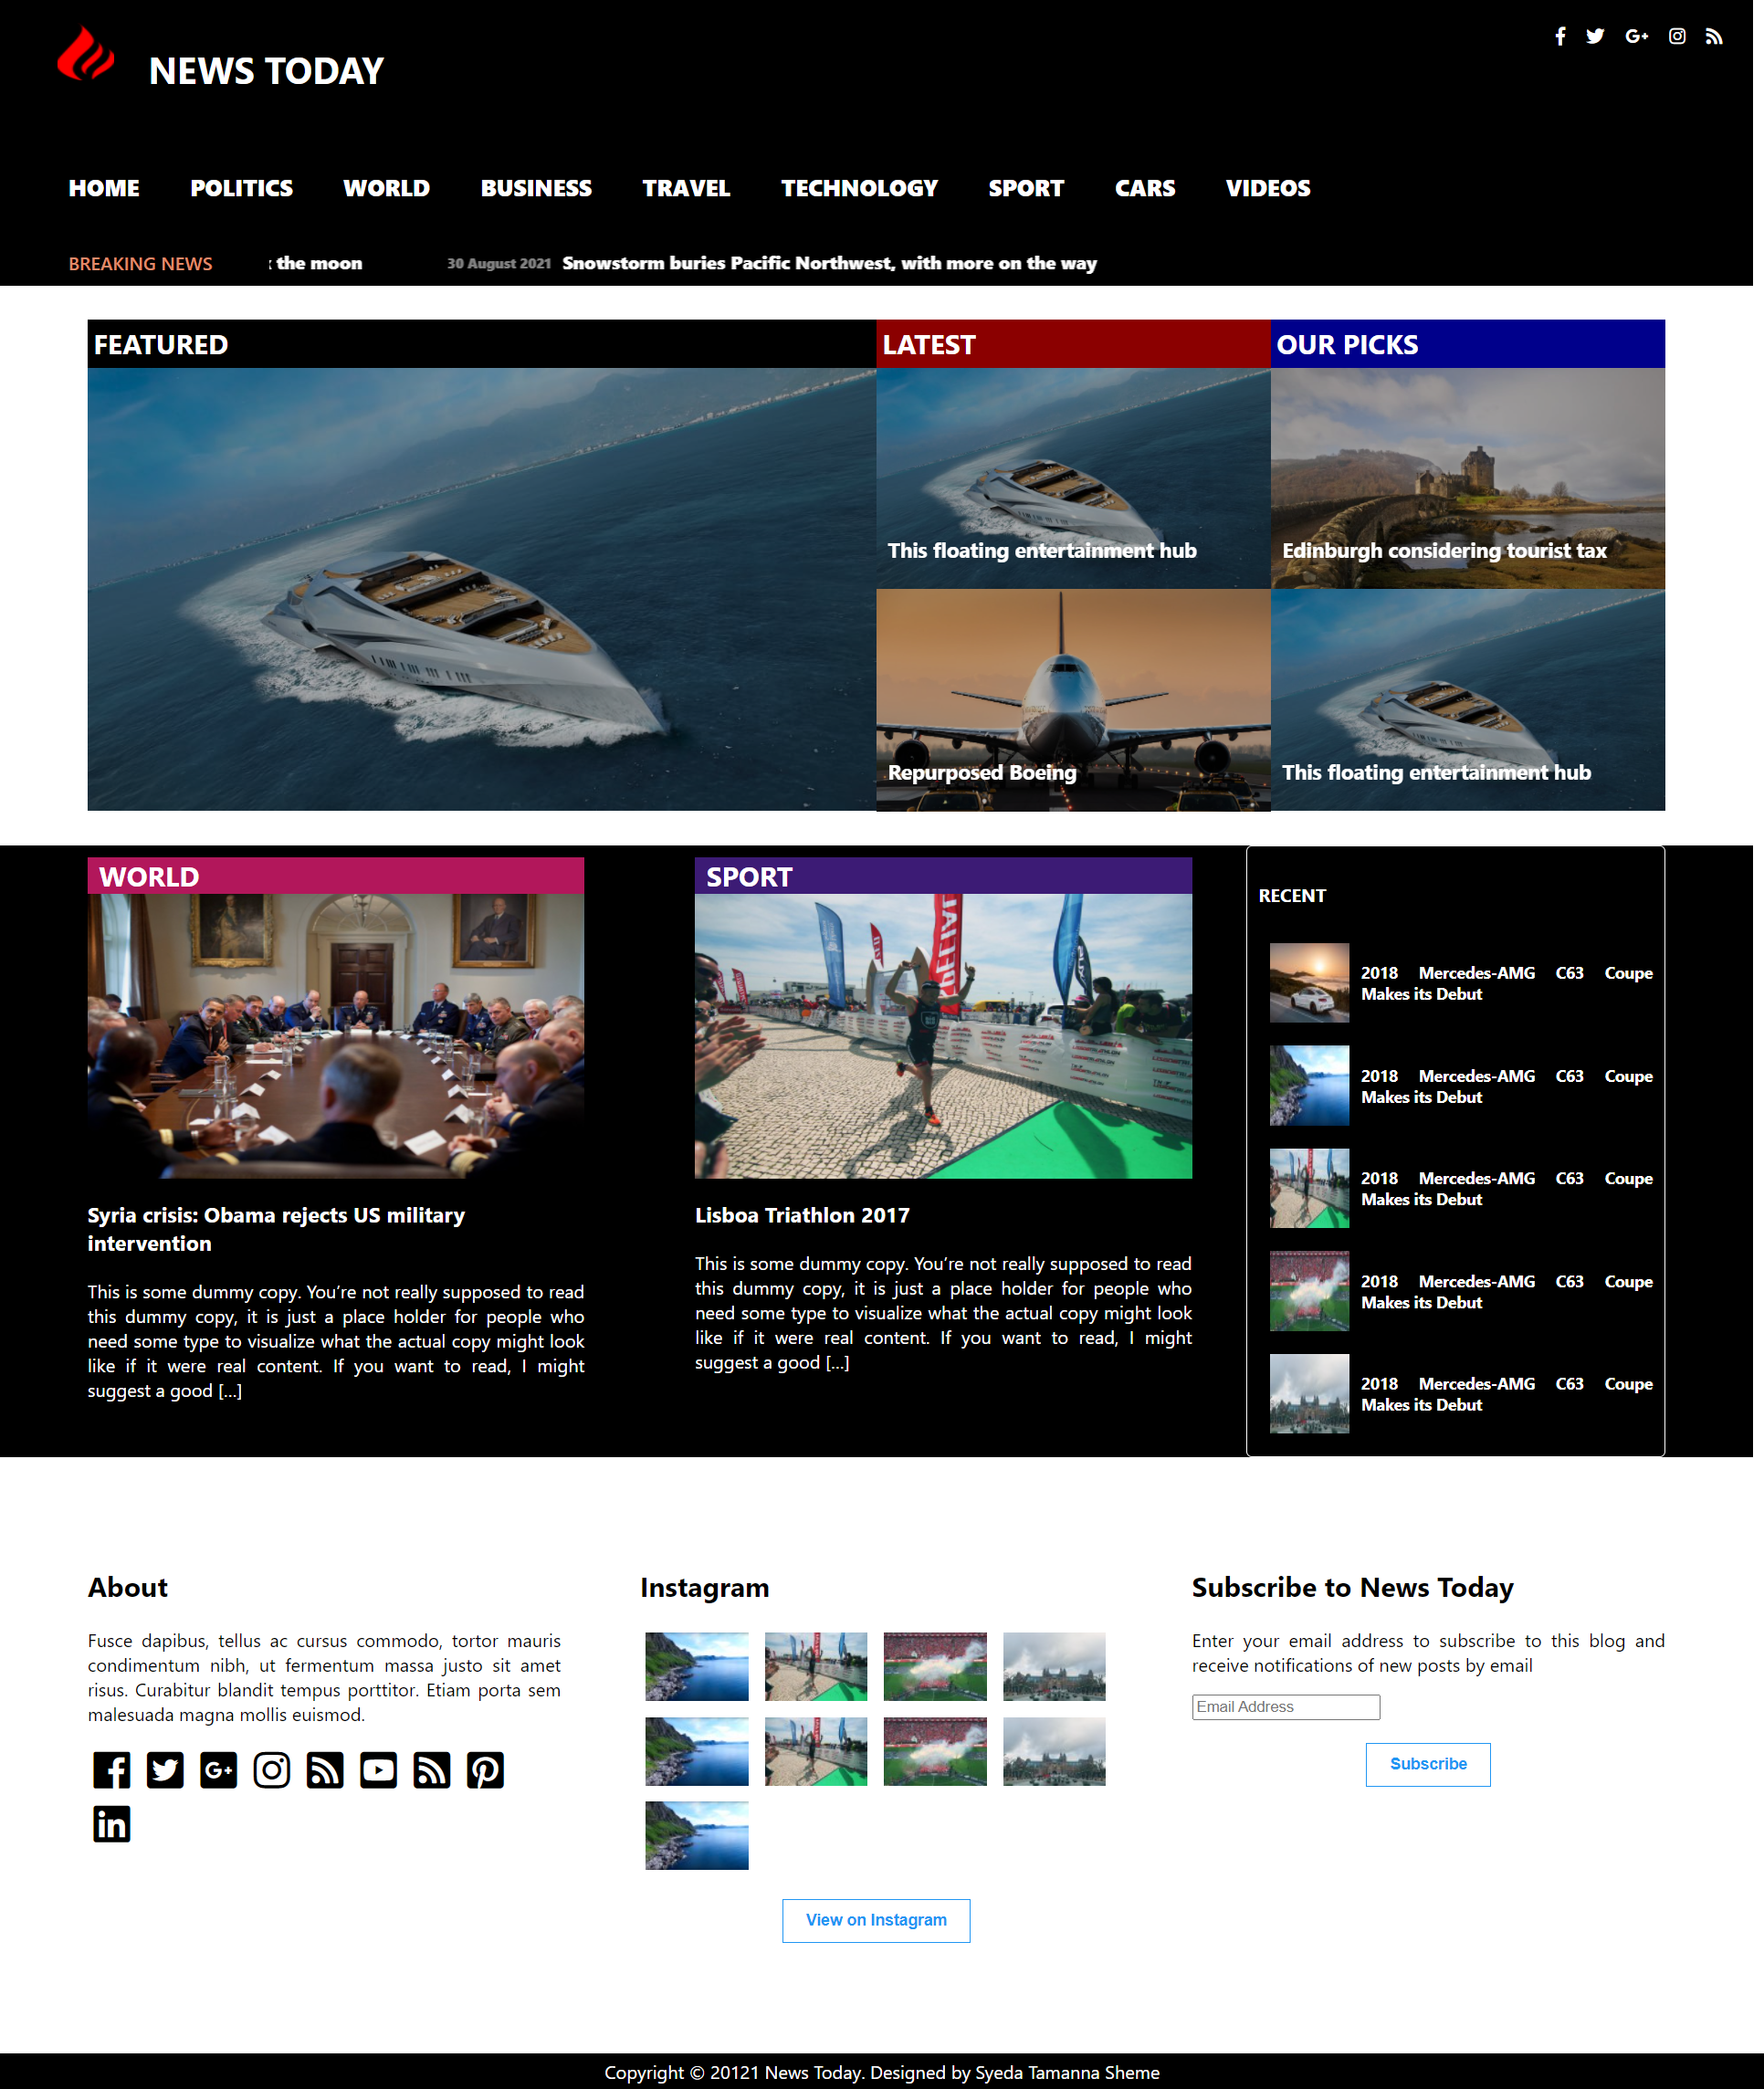 NEWS TODAY
HOME POLITICS WORLD BUSINESS TRAVEL TECHNOLOGY SPORT CARS VIDEOS
BREAKING NEWS the moon 30 August 2021 Snowstorm buries Pacific Northwest, with more on the way
FEATURED
LATEST
OUR PICKS
This floating entertainment hub
Edinburgh considering tourist tax
Repurposed Boeing
This floating entertainment hub
WORLD
Syria crisis: Obama rejects US military
intervention
This is some dummy copy. You’re not really supposed to read
this dummy copy, it is just a place holder for people who
need some type to visualize what the actual copy might look
like if it were real content. If you want to read, I might
suggest a good [...]
SPORT
Lisboa Triathlon 2017
This is some dummy copy. You’re not really supposed to read
this dummy copy, it is just a place holder for people who
need some type to visualize what the actual copy might look
like if it were real content. If you want to read, I might
suggest a good [...]
RECENT
2018 Mercedes-AMG C63 Coupe
Makes its Debut
2018 Mercedes-AMG C63 Coupe
Makes its Debut
2018 Mercedes-AMG C63 Coupe
Makes its Debut
2018 Mercedes-AMG C63 Coupe
Makes its Debut
2018 Mercedes-AMG C63 Coupe
Makes its Debut
About
Fusce dapibus, tellus ac cursus commodo, tortor mauris
condimentum nibh, ut fermentum massa justo sit amet
risus. Curabitur blandit tempus porttitor. Etiam porta sem
malesuada magna mollis euismod.
Instagram
View on Instagram
Subscribe to News Today
Enter your email address to subscribe to this blog and
receive notifications of new posts by email
Email Address
Subscribe
Copyright © 20121 News Today. Designed by Syeda Tamanna Sheme